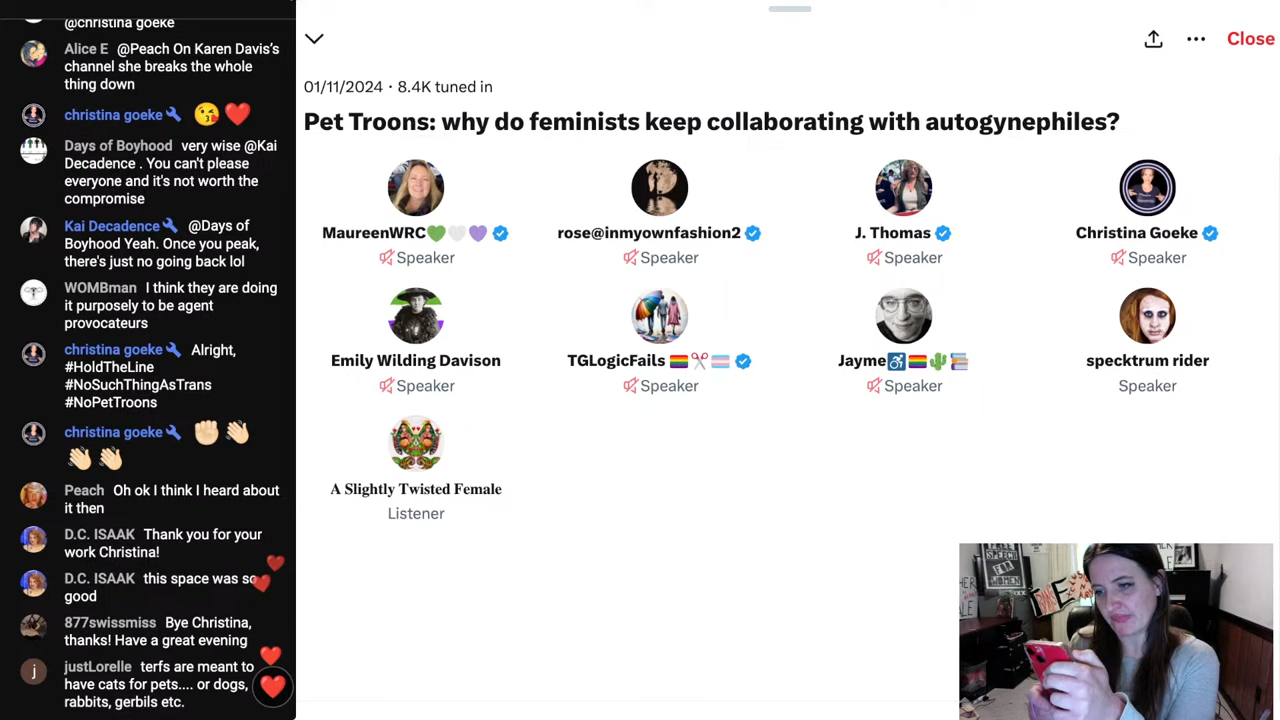 @christina goeke
Alice E @Peach On Karen Davis's
channel she breaks the whole
thing down
christina goeke
Days of Boyhood very wise @Kai
Decadence . You can't please
everyone and it's not worth the
compromise
Kai Decadence @Days of
Boyhood Yeah. Once you peak,
there's just no going back lol
WOMBman I think they are doing
it purposely to be agent
provocateurs
christina goeke Alright,
#HoldTheLine
#NoSuchThingAsTrans
#NoPetTroons
christina goeke
Peach Oh ok I think I heard about
it then
D.C. ISAAK Thank you for your
work Christina!
D.C. ISAAK this space was so
good
877swissmiss Bye Christina,
thanks! Have a great evening
j
justLorelle terfs are meant to
have cats for pets.... or dogs,
rabbits, gerbils etc.
Close
01/11/2024 · 8.4K tuned in
Pet Troons: why do feminists keep collaborating with autogynephiles?
MaureenWRC💚🤍💜 rose@inmyownfashion2 J. Thomas Christina Goeke
Speaker Speaker Speaker Speaker
Emily Wilding Davison TGLogicFails 🏳️‍🌈✂️🏳️‍⚧️ Jayme♿🏳️‍🌈🌵📚 specktrum rider
Speaker Speaker Speaker Speaker
A Slightly Twisted Female
Listener
SPEECH
FOR
WOMEN